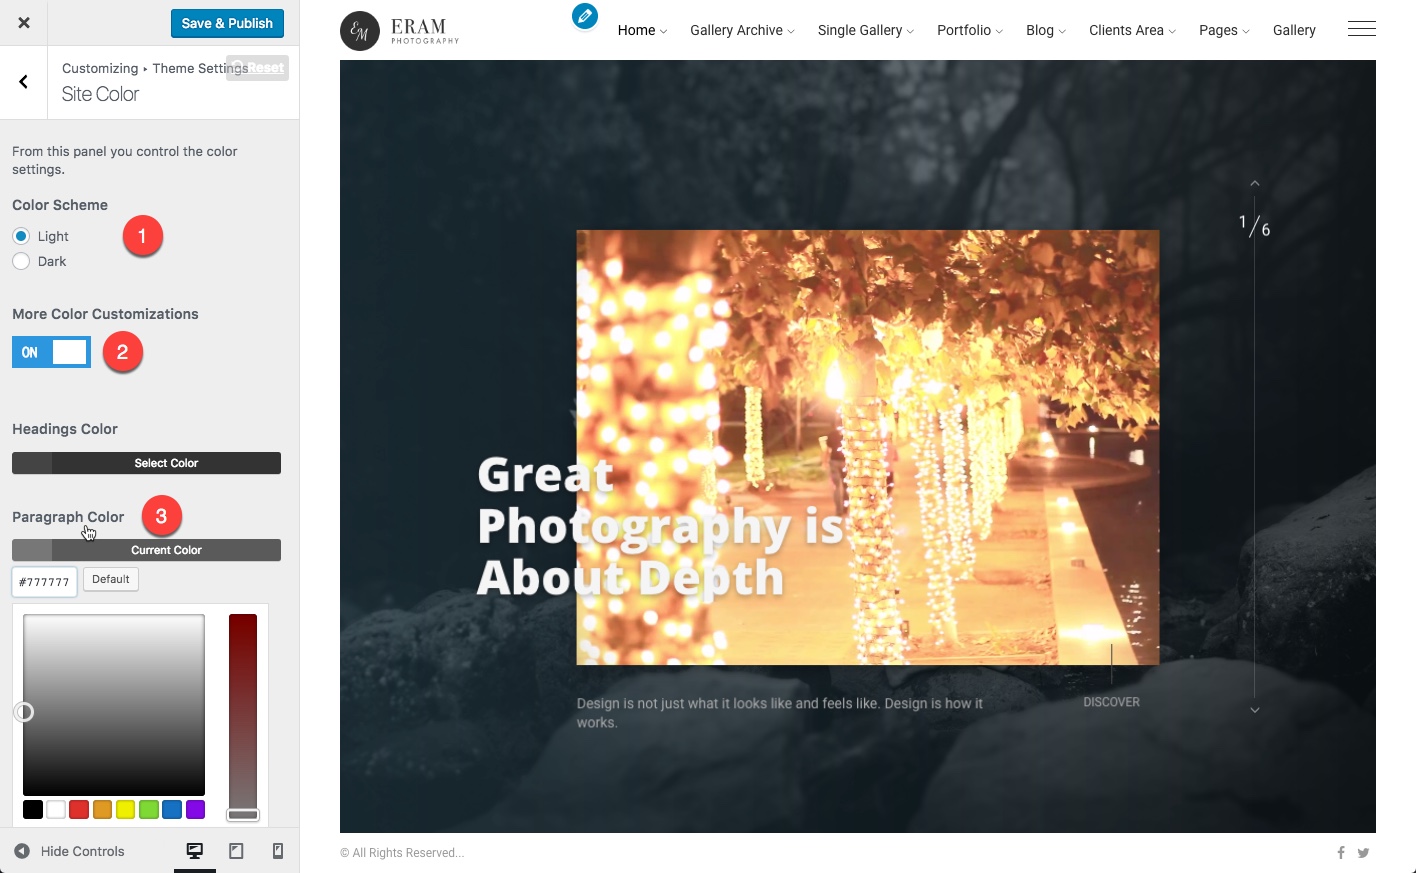 Save & Publish
Customizing ▸ Theme Settings
Reset
Site Color
From this panel you control the color
settings.
Color Scheme
Light
1
Dark
More Color Customizations
ON
2
Headings Color
Select Color
Paragraph Color
3
Current Color
#777777
Default
Hide Controls
EM
ERAM
PHOTOGRAPHY
Home
Gallery Archive
Single Gallery
Portfolio
Blog
Clients Area
Pages
Gallery
1/6
Great
Photography is
About Depth
Design is not just what it looks like and feels like. Design is how it
works.
DISCOVER
© All Rights Reserved...